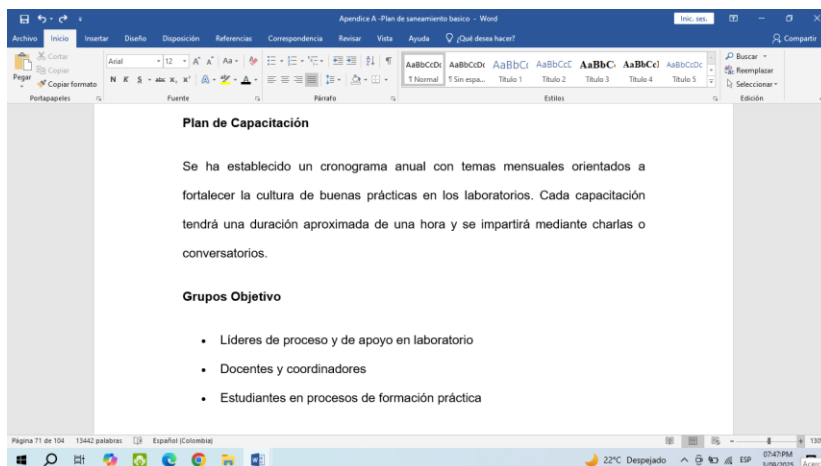 Apendice A -Plan de saneamiento basico - Word
Inic. ses.
Archivo Inicio Insertar Diseño Disposición Referencias Correspondencia Revisar Vista Ayuda ¿Qué desea hacer? Compartir
Pegar
Cortar
Copiar
Copiar formato
Portapapeles
Arial 12
N K S abc x, x²
Fuente
Párrafo
AaBbCcDc AaBbCcDc AaBbCc AaBbCcC AaBbC AaBbCcl AaBbCcDc
¶ Normal ¶ Sin espa... Título 1 Título 2 Título 3 Título 4 Título 5
Estilos
Buscar
Reemplazar
Seleccionar
Edición
Plan de Capacitación
Se ha establecido un cronograma anual con temas mensuales orientados a
fortalecer la cultura de buenas prácticas en los laboratorios. Cada capacitación
tendrá una duración aproximada de una hora y se impartirá mediante charlas o
conversatorios.
Grupos Objetivo
• Líderes de proceso y de apoyo en laboratorio
• Docentes y coordinadores
• Estudiantes en procesos de formación práctica
Página 71 de 104 13442 palabras Español (Colombia)
22°C Despejado ESP 07:47PM